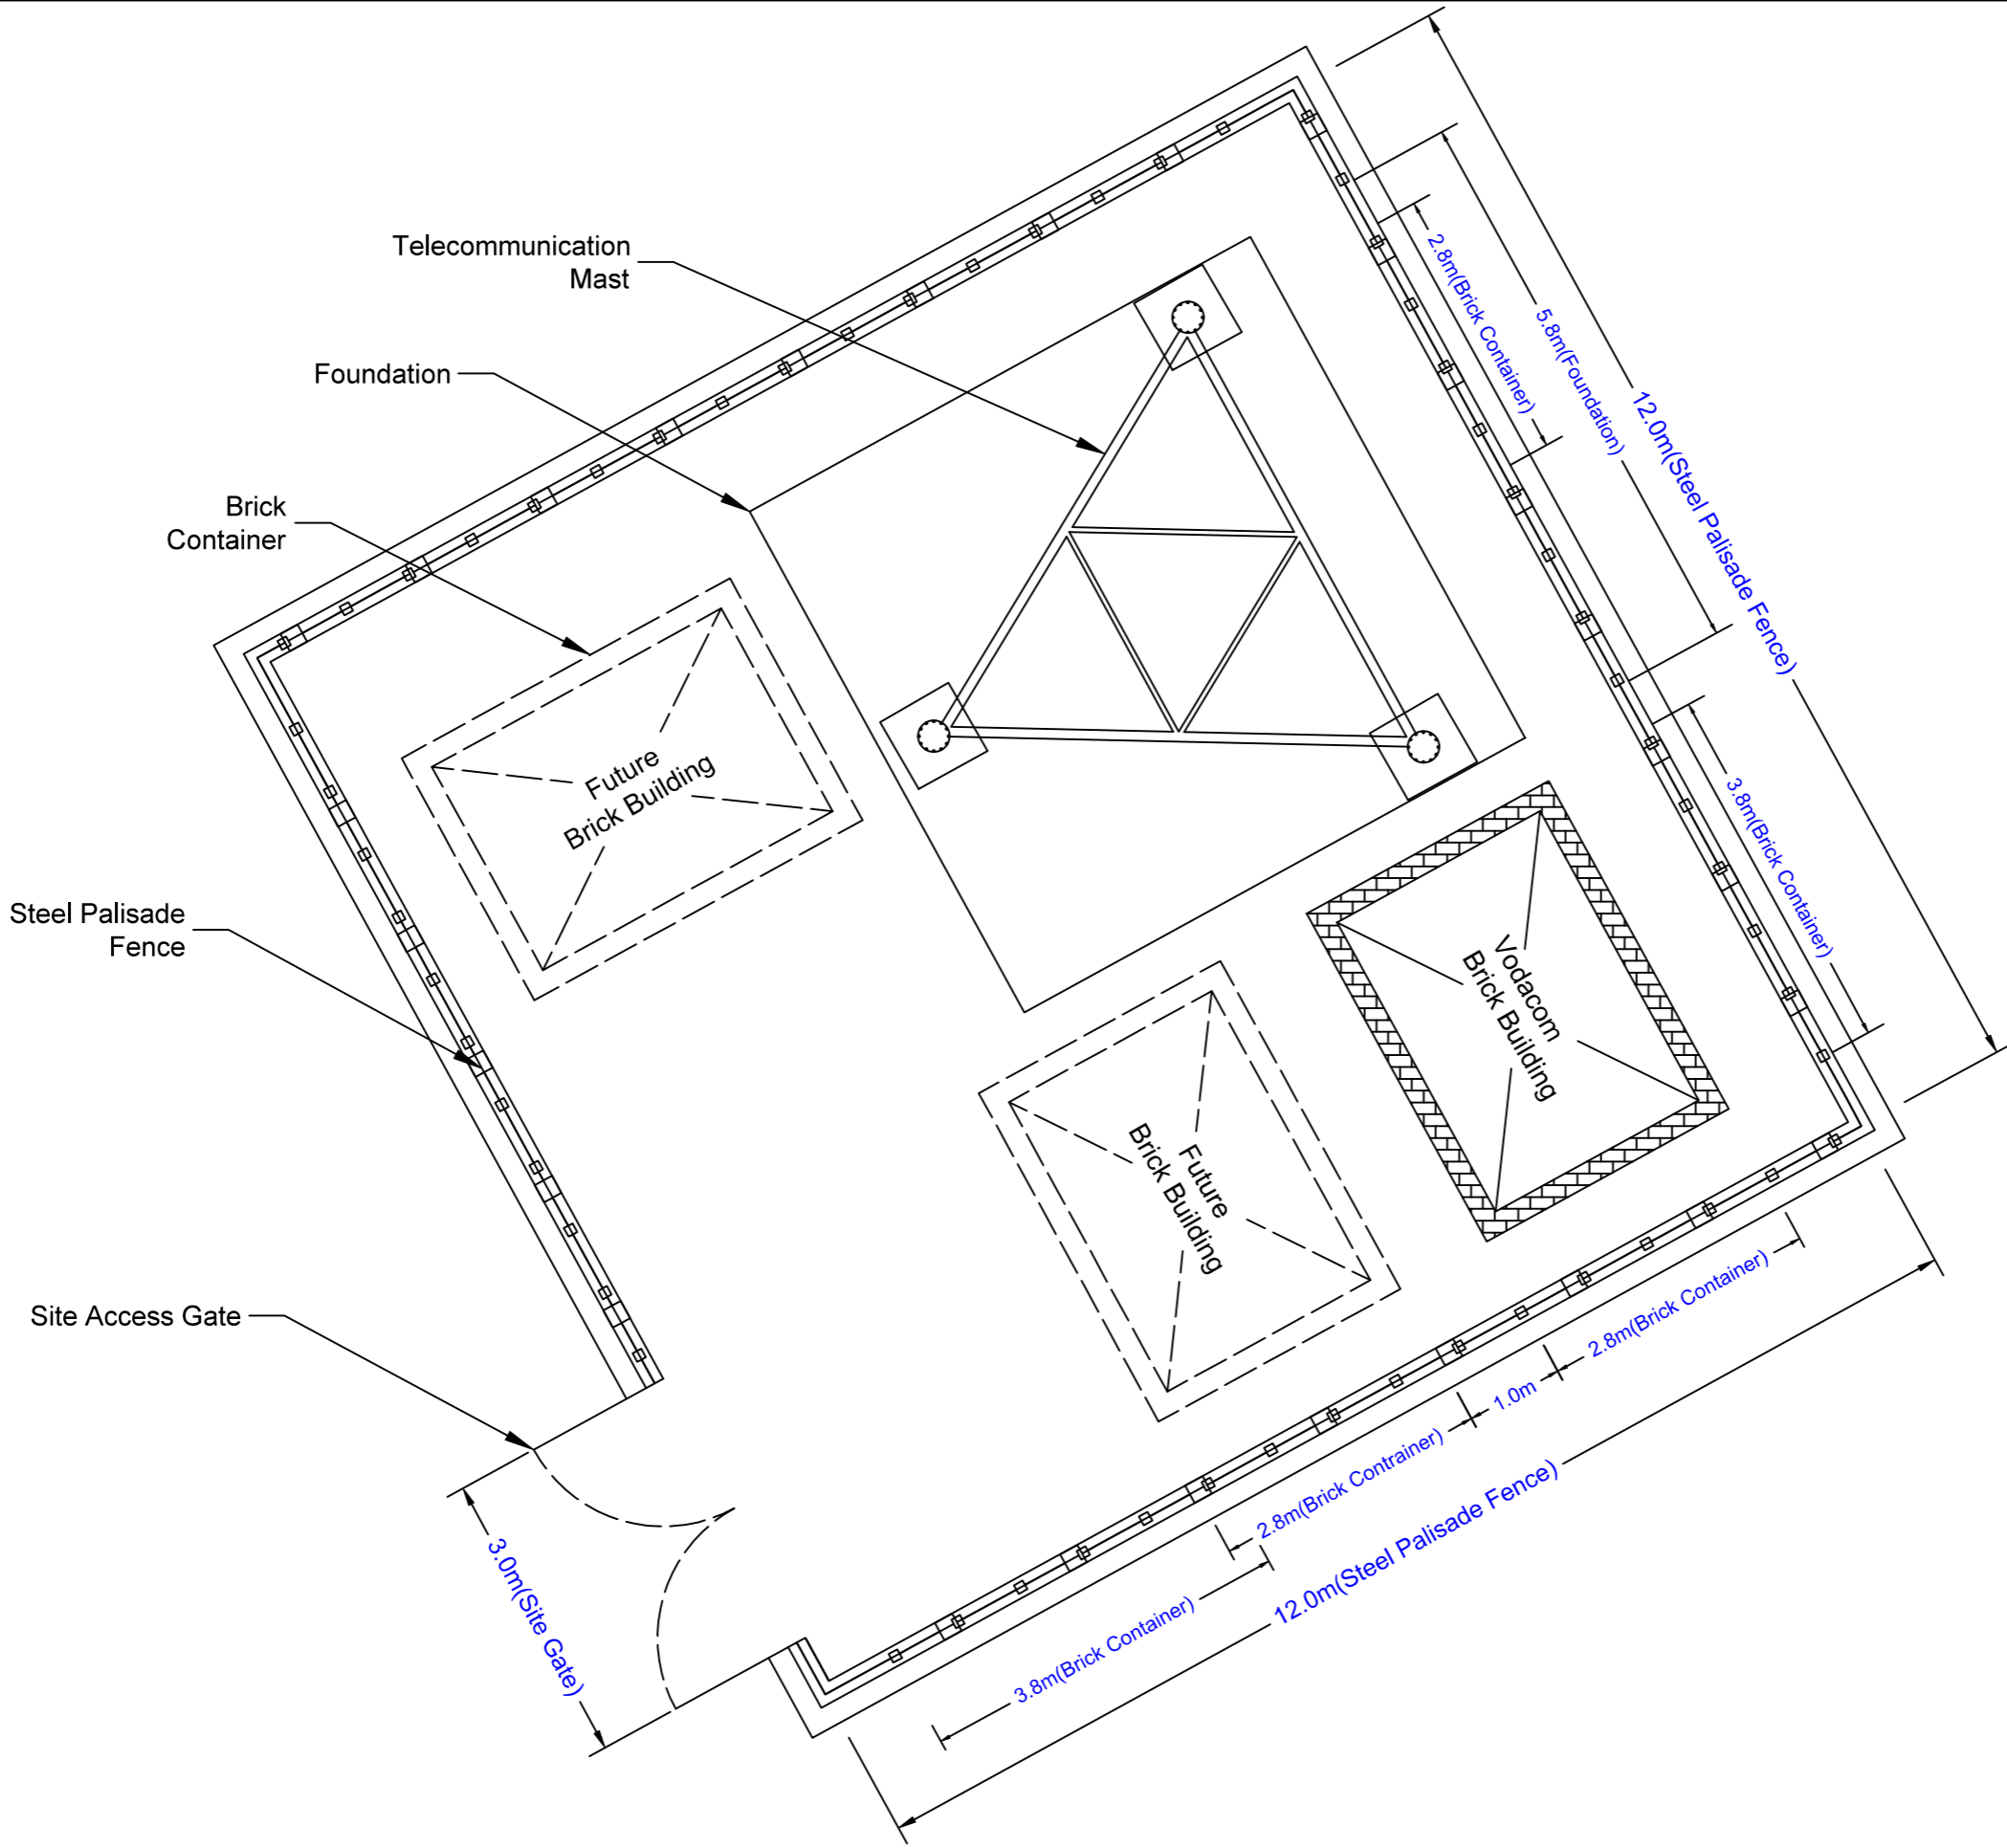 Telecommunication
Mast
Foundation
Brick
Container
Steel Palisade
Fence
Site Access Gate
Future
Brick Building
Future
Brick Building
Vodacom
Brick Building
2.8m(Brick Container)
5.8m(Foundation)
12.0m(Steel Palisade Fence)
3.8m(Brick Container)
2.8m(Brick Container)
1.0m
2.8m(Brick Contrainer)
12.0m(Steel Palisade Fence)
3.8m(Brick Container)
3.0m(Site Gate)